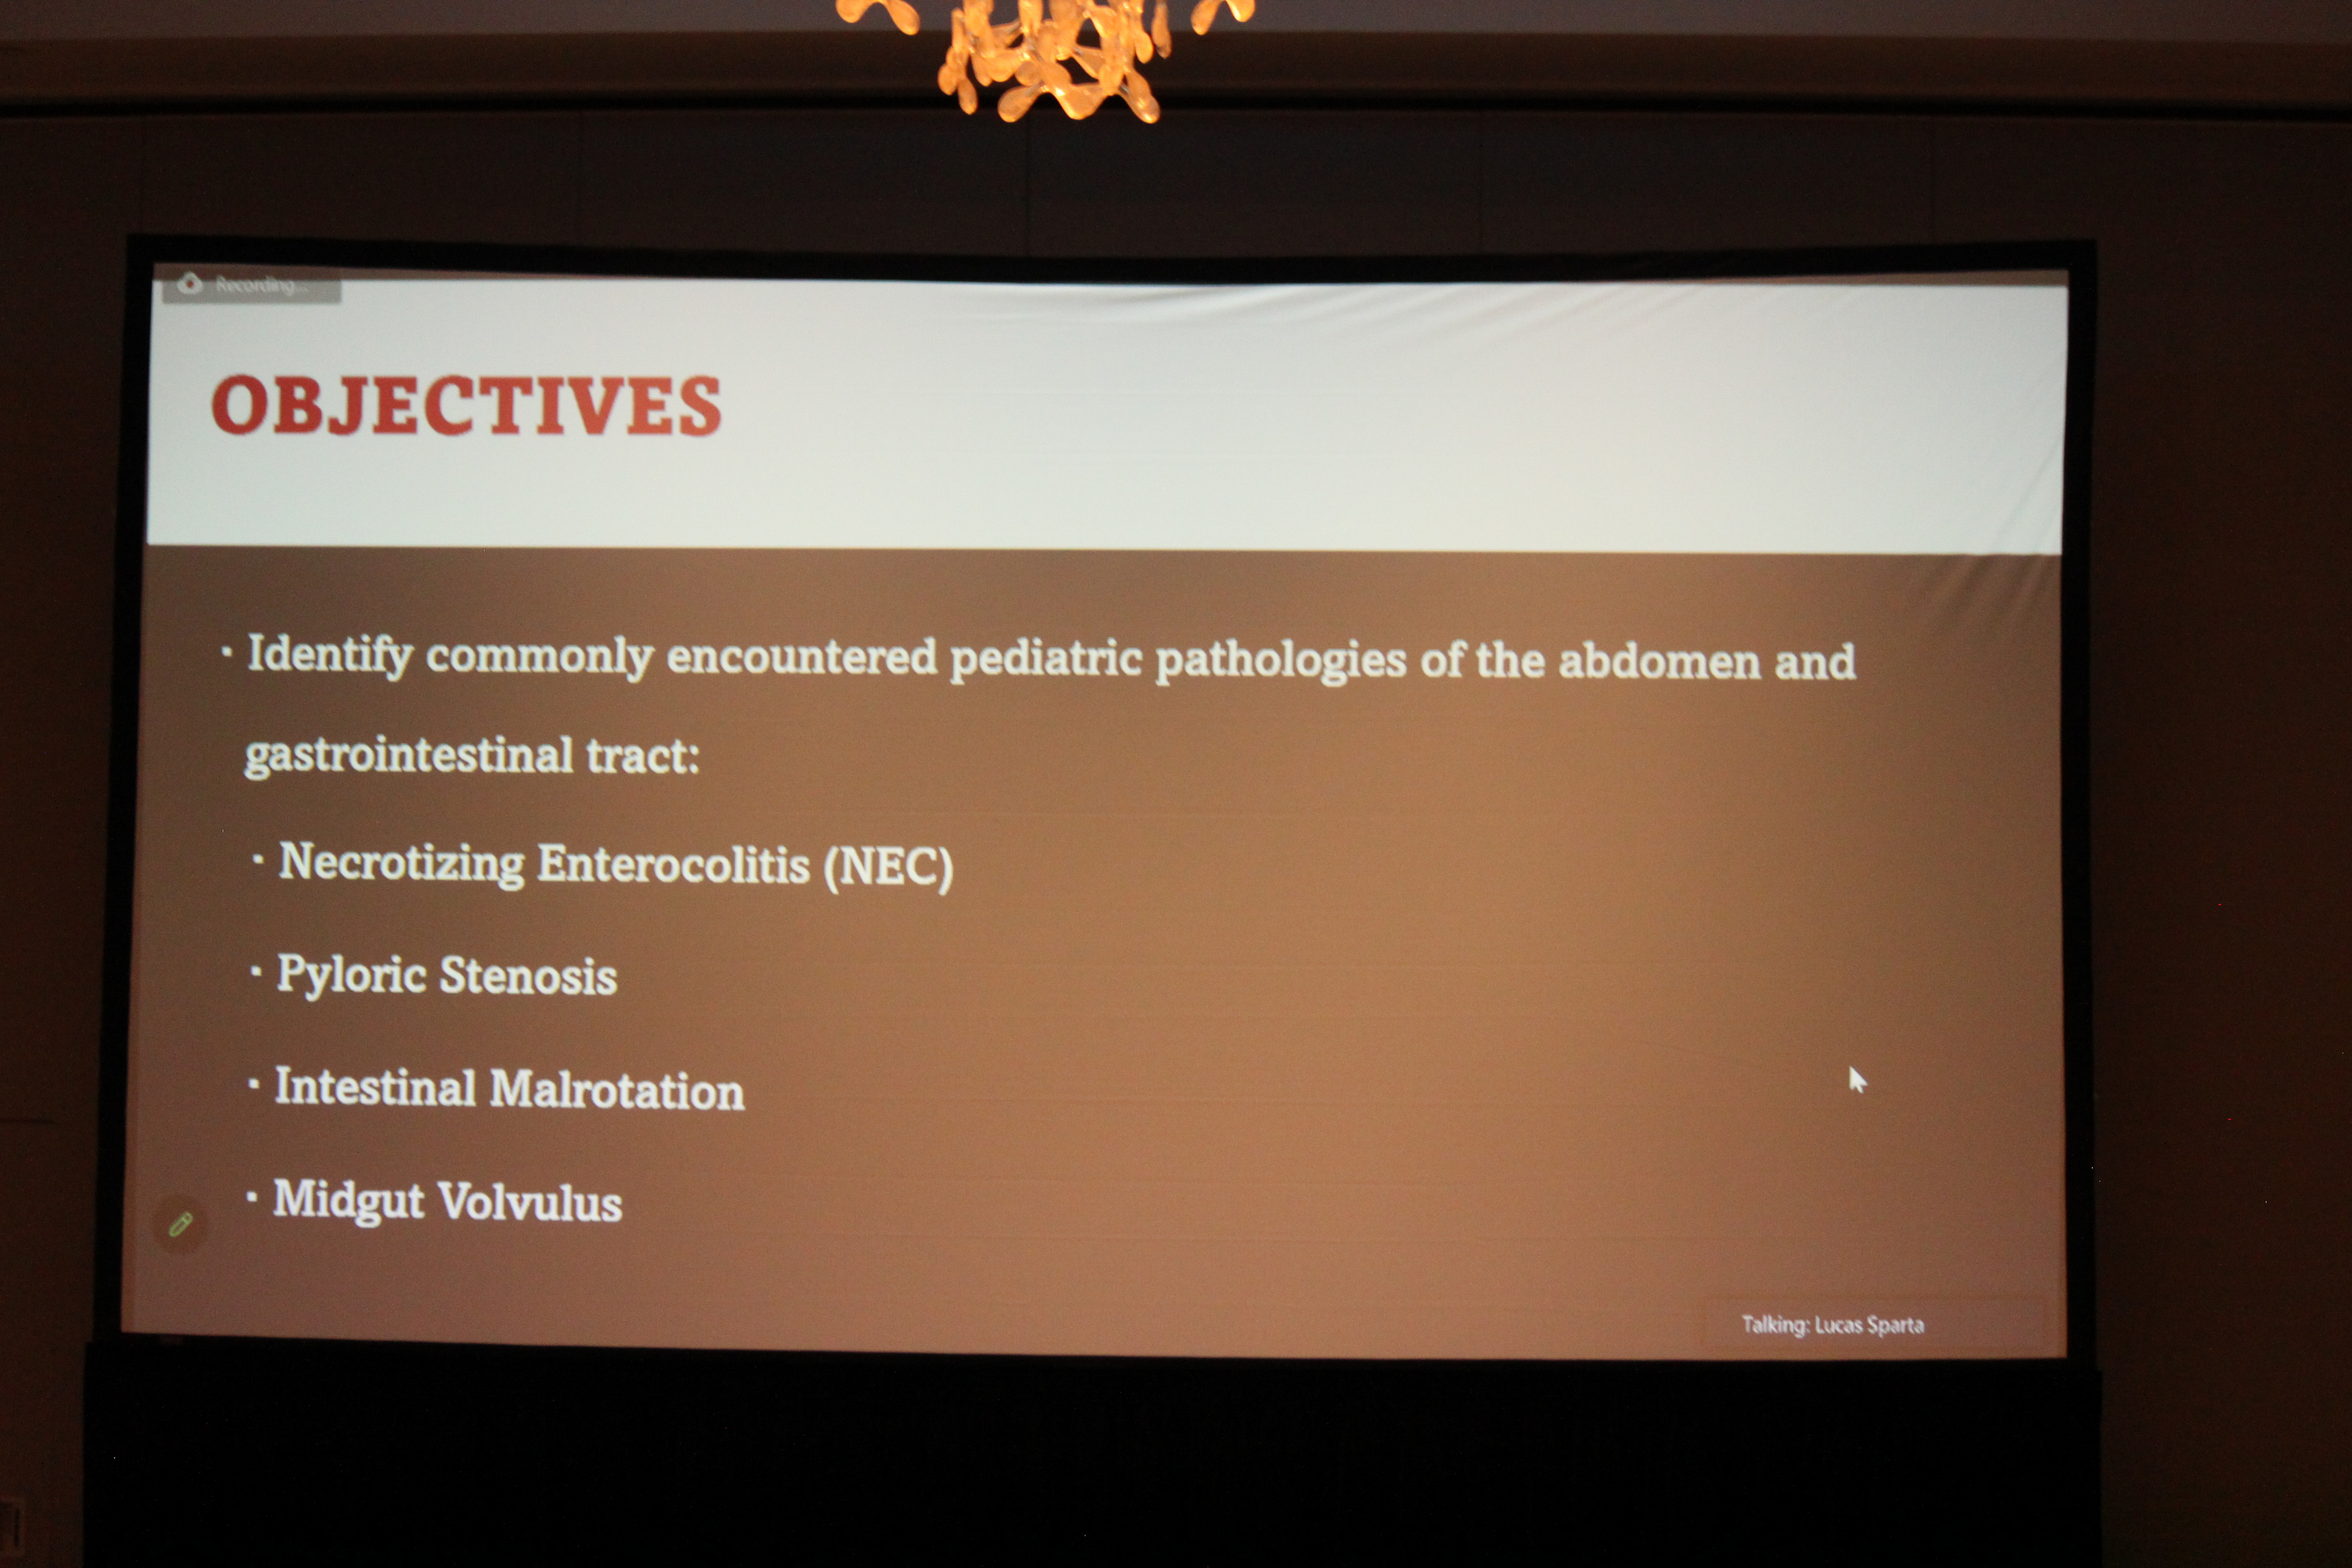 Recording...
OBJECTIVES
▪ Identify commonly encountered pediatric pathologies of the abdomen and
gastrointestinal tract:
▪ Necrotizing Enterocolitis (NEC)
▪ Pyloric Stenosis
▪ Intestinal Malrotation
▪ Midgut Volvulus
Talking: Lucas Sparta